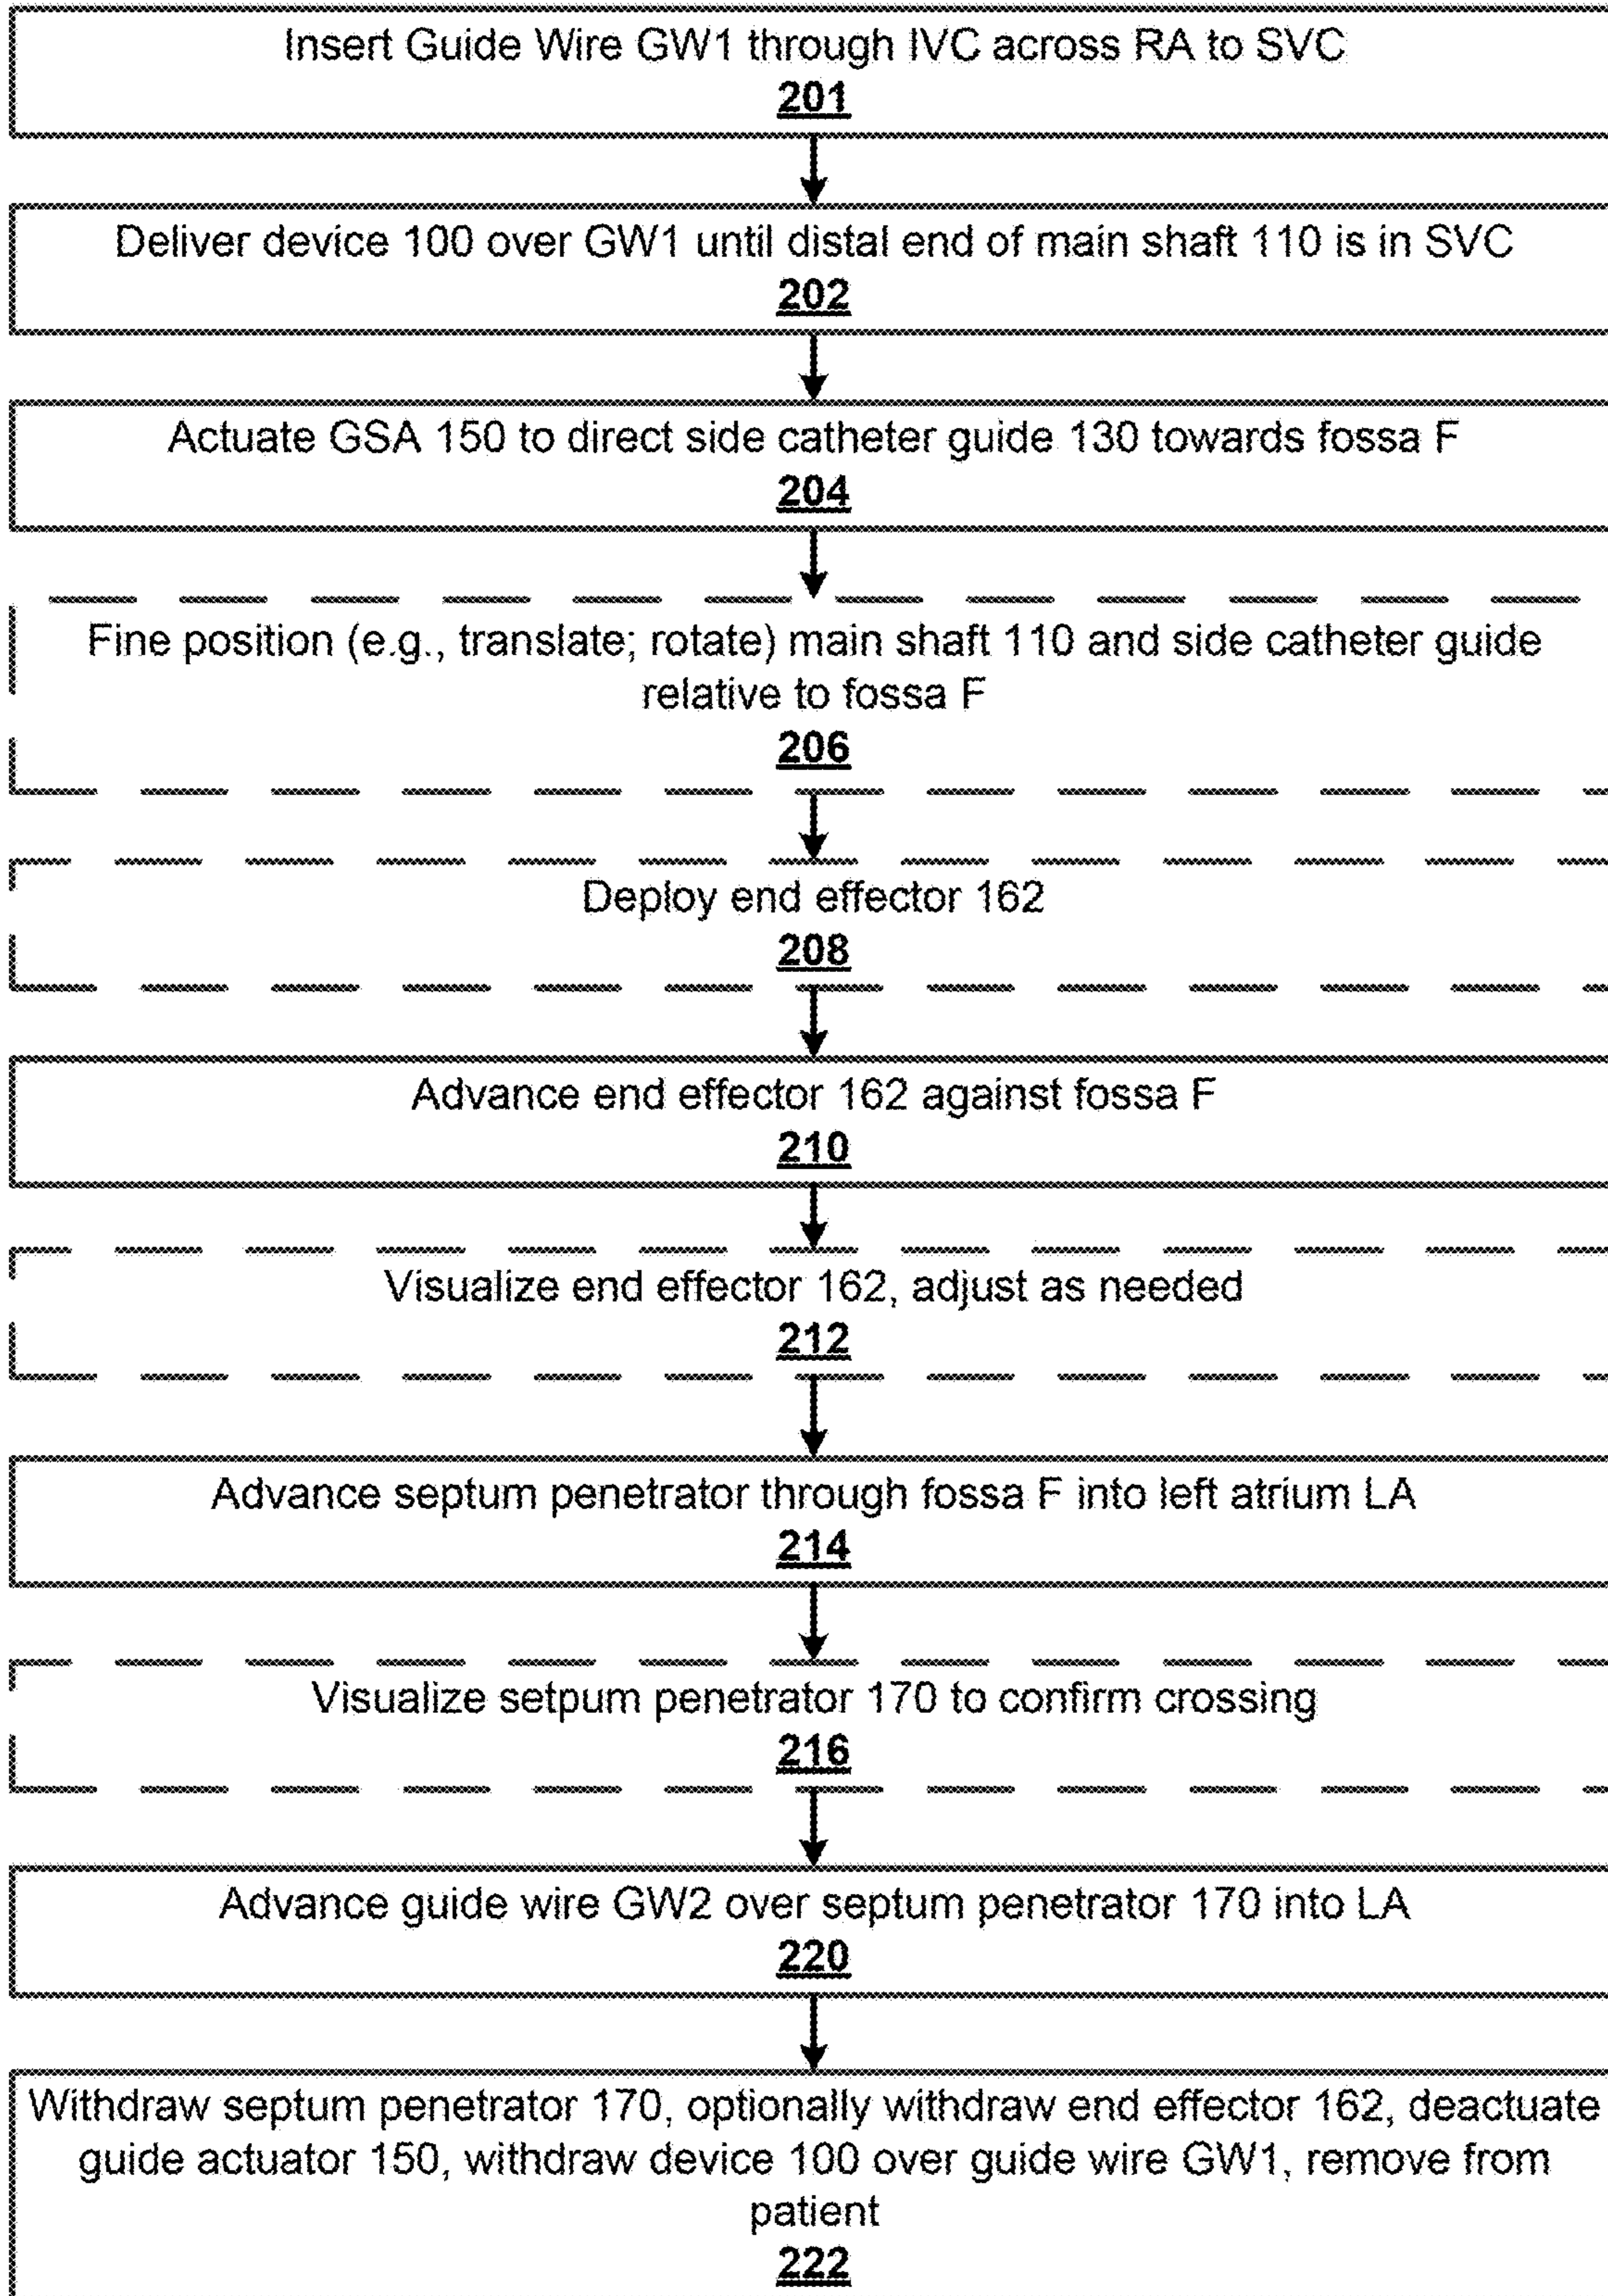 Insert Guide Wire GW1 through IVC across RA to SVC
201
Deliver device 100 over GW1 until distal end of main shaft 110 is in SVC
202
Actuate GSA 150 to direct side catheter guide 130 towards fossa F
204
Fine position (e.g., translate; rotate) main shaft 110 and side catheter guide
relative to fossa F
206
Deploy end effector 162
208
Advance end effector 162 against fossa F
210
Visualize end effector 162, adjust as needed
212
Advance septum penetrator through fossa F into left atrium LA
214
Visualize setpum penetrator 170 to confirm crossing
216
Advance guide wire GW2 over septum penetrator 170 into LA
220
Withdraw septum penetrator 170, optionally withdraw end effector 162, deactuate
guide actuator 150, withdraw device 100 over guide wire GW1, remove from
patient
222